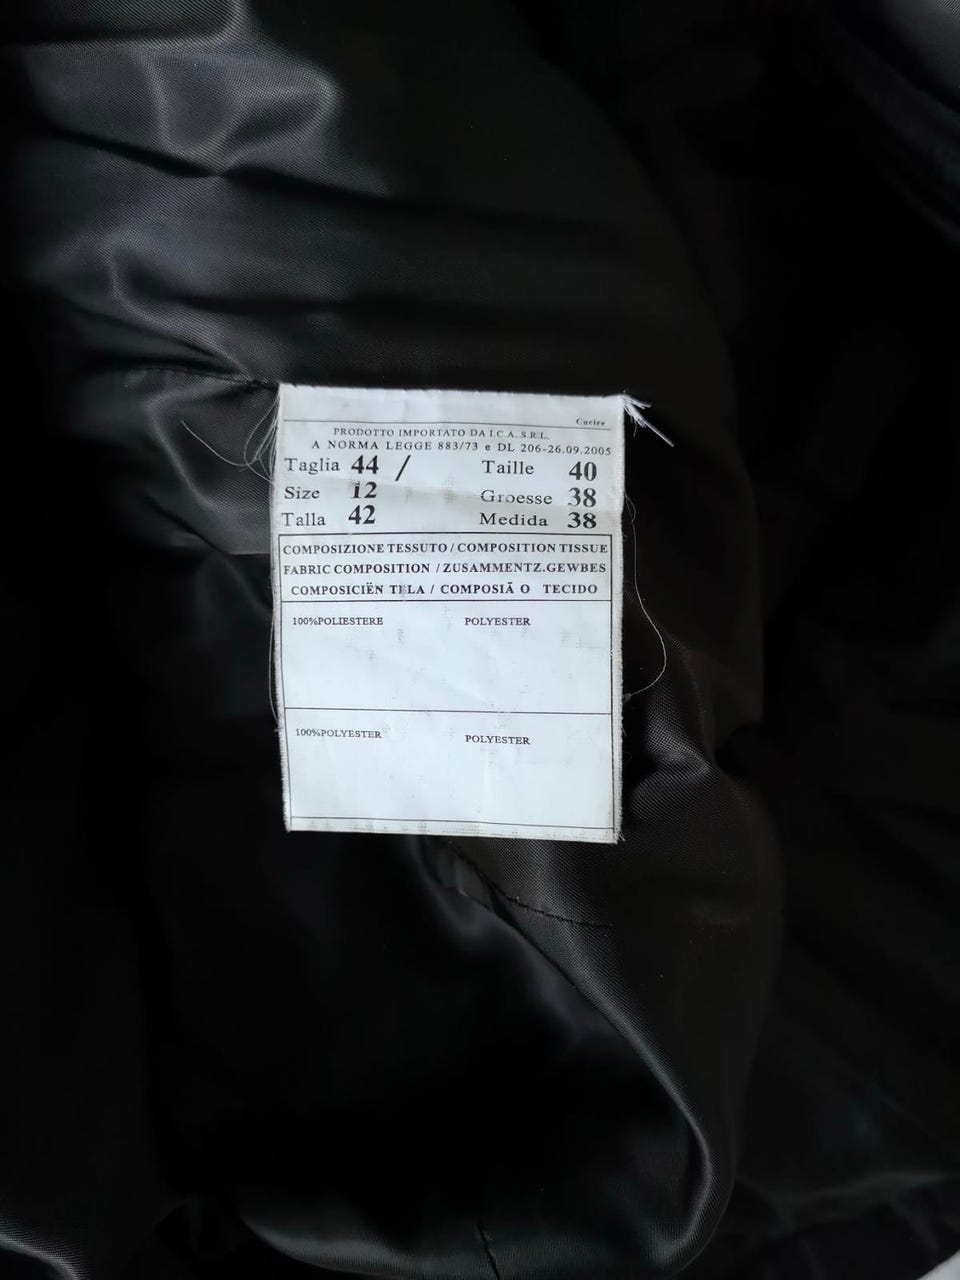 Cucire
PRODOTTO IMPORTATO DA I.C.A. S.R.L.
A NORMA LEGGE 883/73 e DL 206-26.09.2005
Taglia 44 / Taille 40
Size 12 Groesse 38
Talla 42 Medida 38
COMPOSIZIONE TESSUTO / COMPOSITION TISSUE
FABRIC COMPOSITION / ZUSAMMENTZ.GEWBES
COMPOSICIËN TELA / COMPOSIÃ O TECIDO
100%POLIESTERE POLYESTER
100%POLYESTER POLYESTER